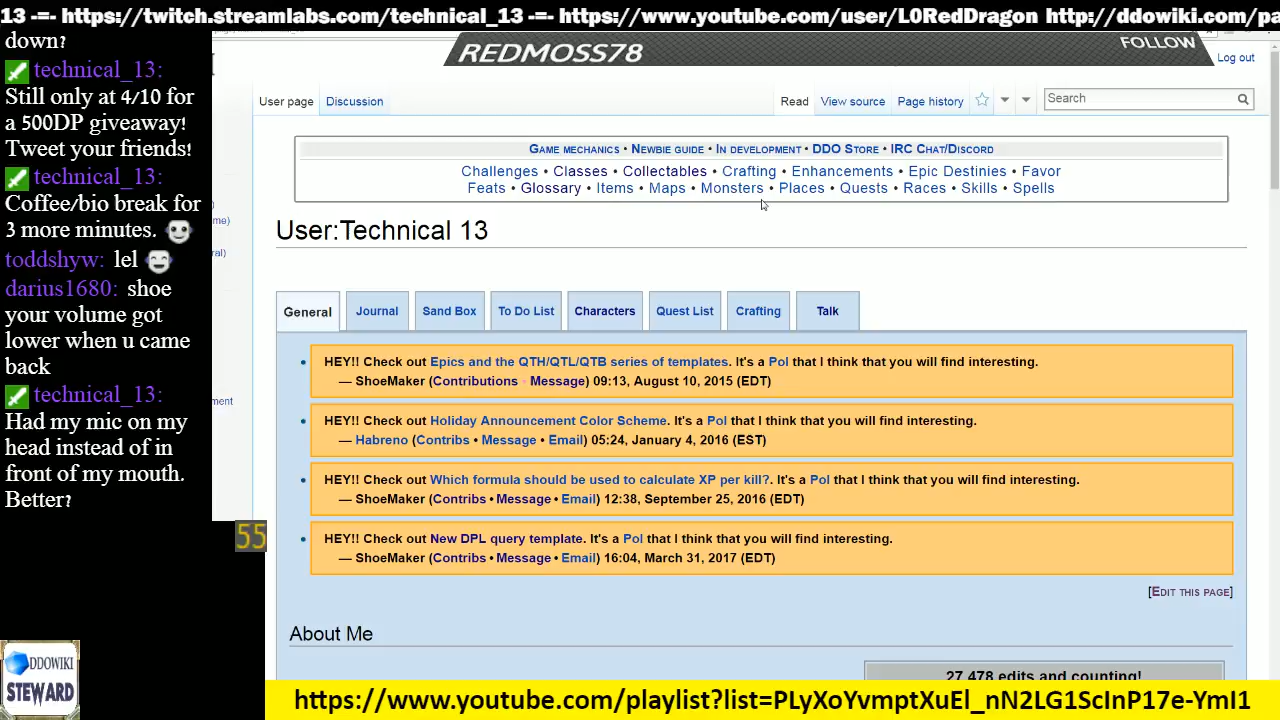 13 -=- https://twitch.streamlabs.com/technical_13 -=- https://www.youtube.com/user/L0RedDragon http://ddowiki.com/pa
down?
technical_13:
Still only at 4/10 for
a 500DP giveaway!
Tweet your friends!
technical_13:
Coffee/bio break for
3 more minutes.
toddshyw: lel
darius1680: shoe
your volume got
lower when u came
back
technical_13:
Had my mic on my
head instead of in
front of my mouth.
Better?
55
DDOWIKI
STEWARD
REDMOSS78
FOLLOW
Log out
User page Discussion Read View source Page history Search
Game mechanics • Newbie guide • In development • DDO Store • IRC Chat/Discord
Challenges • Classes • Collectables • Crafting • Enhancements • Epic Destinies • Favor
Feats • Glossary • Items • Maps • Monsters • Places • Quests • Races • Skills • Spells
User:Technical 13
General Journal Sand Box To Do List Characters Quest List Crafting Talk
HEY!! Check out Epics and the QTH/QTL/QTB series of templates. It's a Pol that I think that you will find interesting.
— ShoeMaker (Contributions • Message) 09:13, August 10, 2015 (EDT)
HEY!! Check out Holiday Announcement Color Scheme. It's a Pol that I think that you will find interesting.
— Habreno (Contribs • Message • Email) 05:24, January 4, 2016 (EST)
HEY!! Check out Which formula should be used to calculate XP per kill?. It's a Pol that I think that you will find interesting.
— ShoeMaker (Contribs • Message • Email) 12:38, September 25, 2016 (EDT)
HEY!! Check out New DPL query template. It's a Pol that I think that you will find interesting.
— ShoeMaker (Contribs • Message • Email) 16:04, March 31, 2017 (EDT)
[Edit this page]
About Me
27,478 edits and counting!
https://www.youtube.com/playlist?list=PLyXoYvmptXuEl_nN2LG1ScInP17e-YmI1